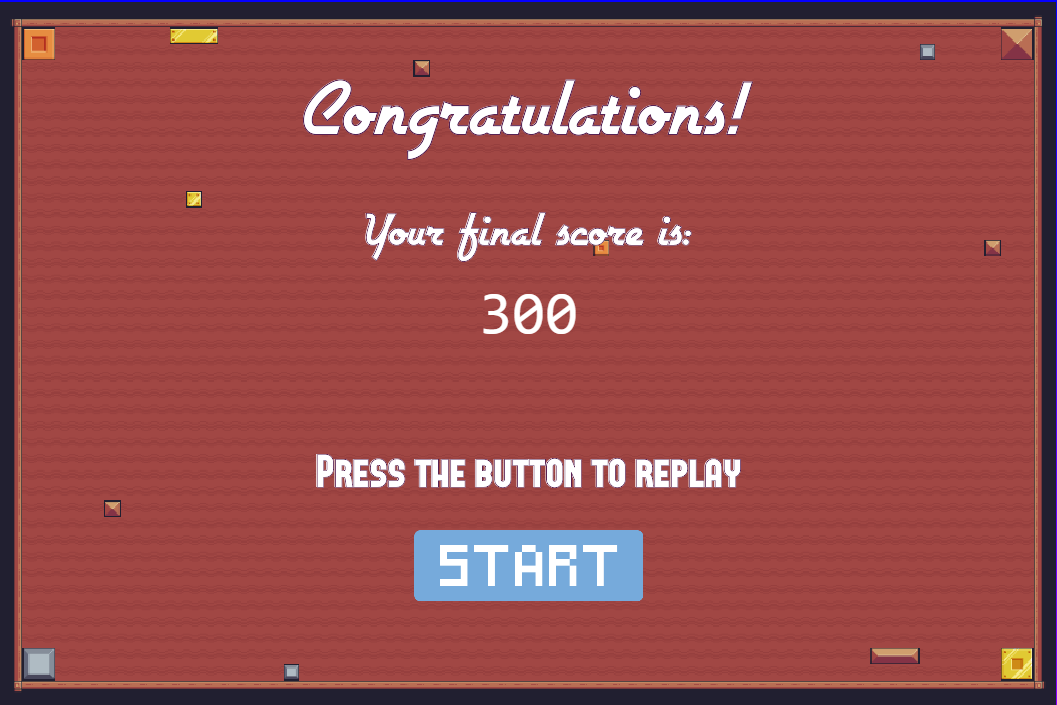 Congratulations!
Your final score is:
300
PRESS THE BUTTON TO REPLAY
START